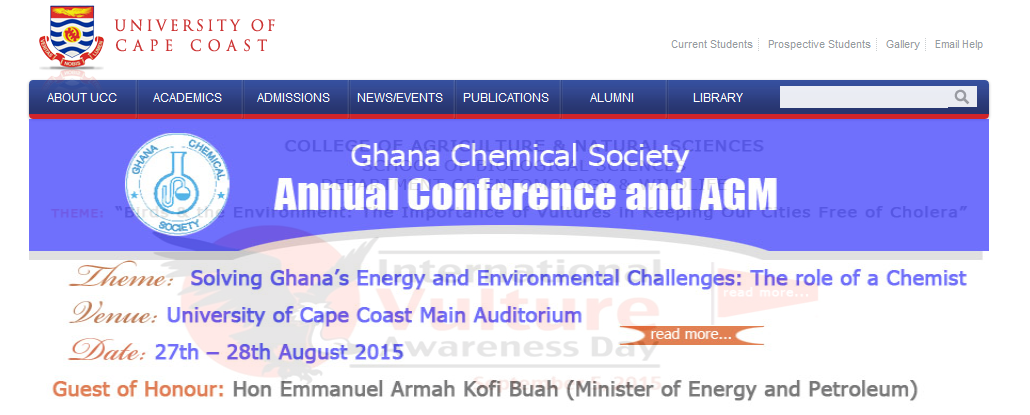 UNIVERSITY OF
CAPE COAST
Current Students Prospective Students Gallery Email Help
ABOUT UCC ACADEMICS ADMISSIONS NEWS/EVENTS PUBLICATIONS ALUMNI LIBRARY
GHANA CHEMICAL SOCIETY
COLLEGE OF AGRICULTURE & NATURAL SCIENCES
Ghana Chemical Society
SCHOOL OF BIOLOGICAL SCIENCES
DEPARTMENT OF ENTOMOLOGY & WILDLIFE
Annual Conference and AGM
THEME: “Birds & the Environment: The Importance of Vultures in Keeping Our Cities Free of Cholera”
International
Theme: Solving Ghana’s Energy and Environmental Challenges: The role of a Chemist
read more...
Vulture
Venue: University of Cape Coast Main Auditorium
read more...
Awareness Day
Date: 27th – 28th August 2015
September 5, 2015
Guest of Honour: Hon Emmanuel Armah Kofi Buah (Minister of Energy and Petroleum)